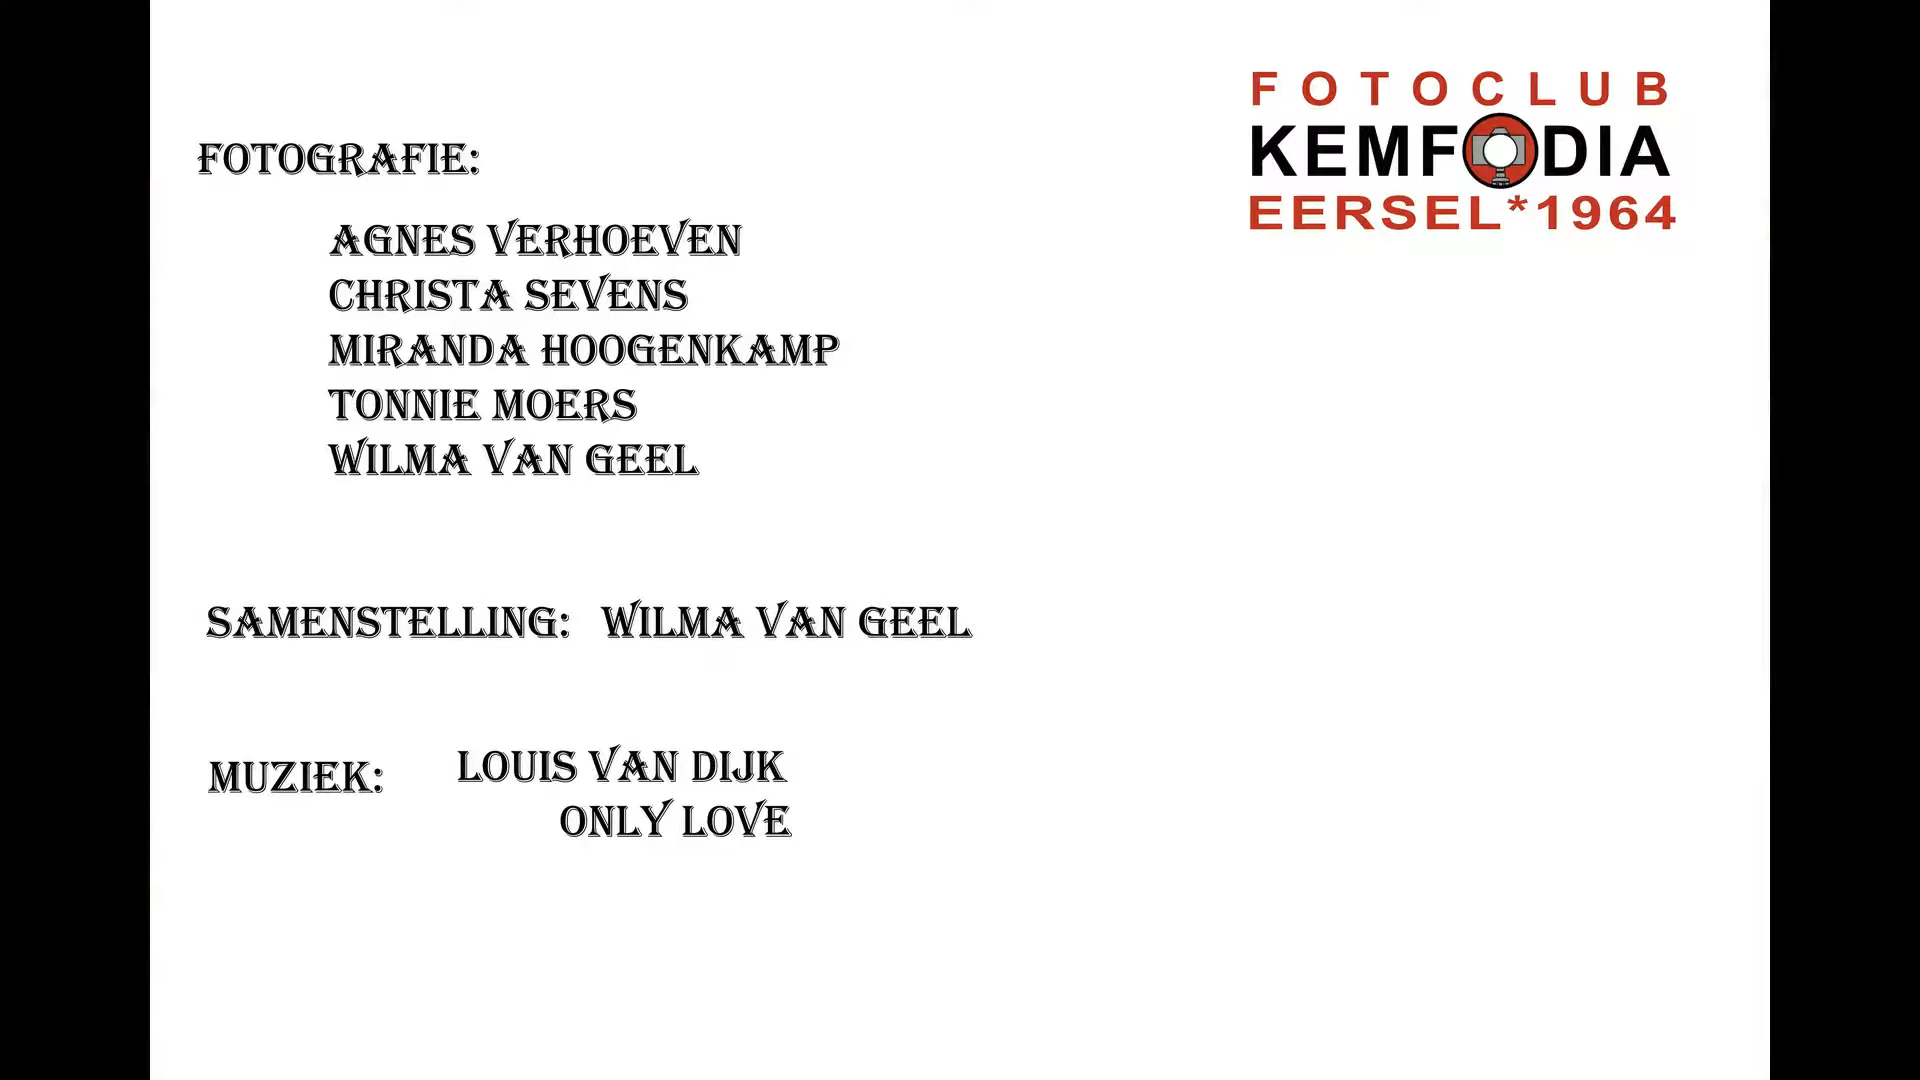 FOTOCLUB
KEMFODIA
EERSEL*1964
FOTOGRAFIE:
AGNES VERHOEVEN
CHRISTA SEVENS
MIRANDA HOOGENKAMP
TONNIE MOERS
WILMA VAN GEEL
SAMENSTELLING: WILMA VAN GEEL
MUZIEK: LOUIS VAN DIJK
ONLY LOVE